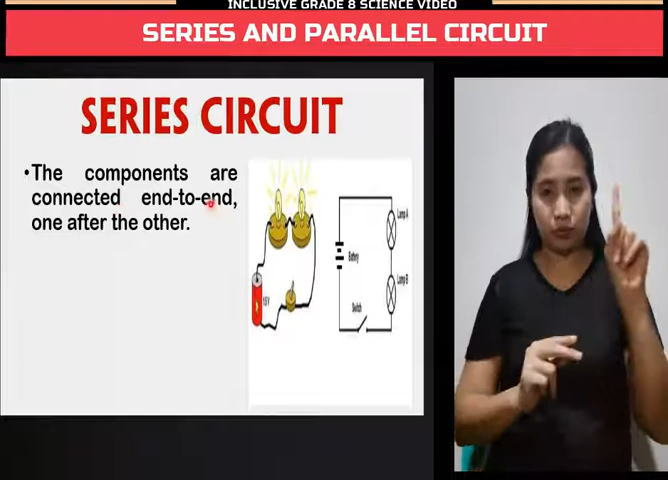 INCLUSIVE GRADE 8 SCIENCE VIDEO
SERIES AND PARALLEL CIRCUIT
SERIES CIRCUIT
•The components are
connected end-to-end,
one after the other.
Lamp A
Battery
Lamp B
Switch